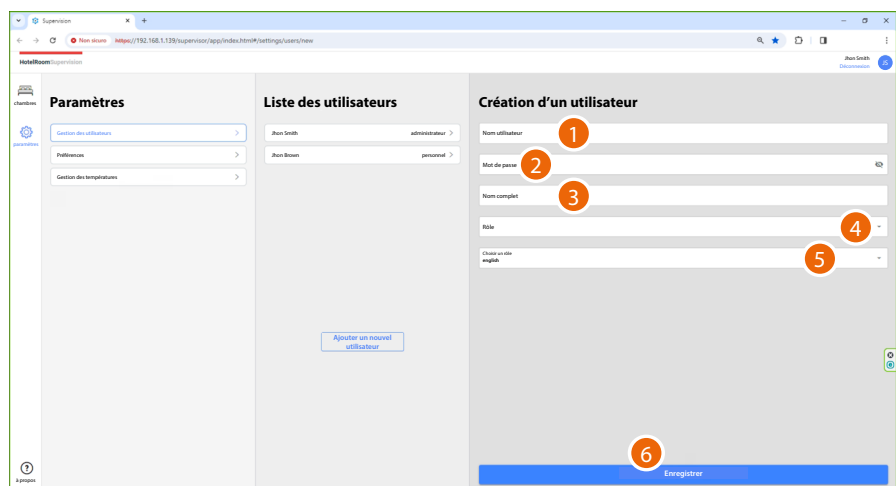 Supervision
Non sicuro https://192.168.1.139/supervisor/app/index.html#/settings/users/new
HotelRoomSupervision
Jhon Smith
Déconnexion
JS
chambres
paramètres
à propos
Paramètres
Gestion des utilisateurs
Préférences
Gestion des températures
Liste des utilisateurs
Jhon Smith administrateur
Jhon Brown personnel
Ajouter un nouvel
utilisateur
Création d'un utilisateur
Nom utilisateur 1
Mot de passe 2
Nom complet 3
Rôle 4
Choisir un rôle
english 5
6
Enregistrer